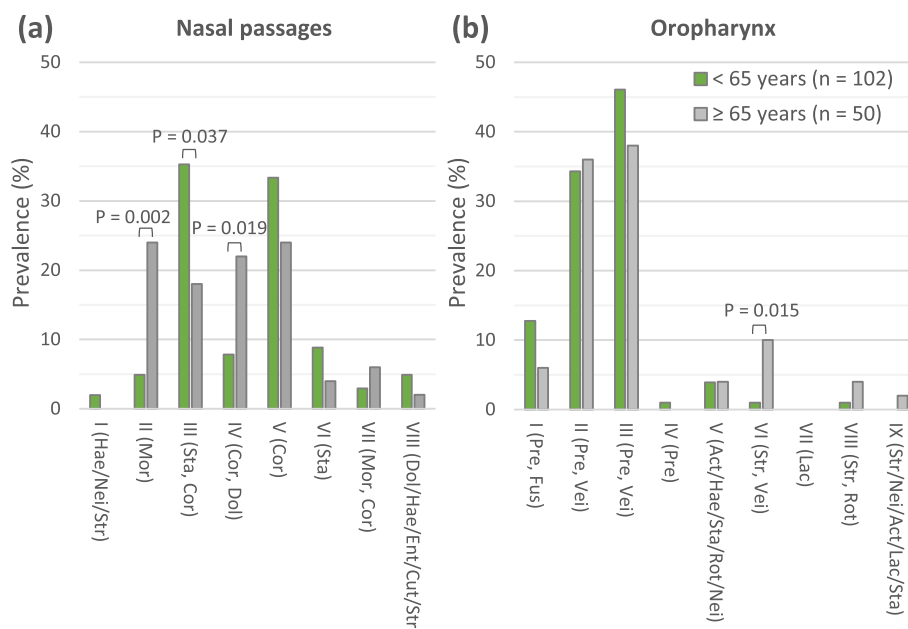 (a)
Nasal passages
Prevalence (%)
50
40
30
20
10
0
P = 0.002
P = 0.037
P = 0.019
I (Hae/Nei/Str)
II (Mor)
III (Sta, Cor)
IV (Cor, Dol)
V (Cor)
VI (Sta)
VII (Mor, Cor)
VIII (Dol/Hae/Ent/Cut/Str
(b)
Oropharynx
Prevalence (%)
50
40
30
20
10
0
< 65 years (n = 102)
≥ 65 years (n = 50)
P = 0.015
I (Pre, Fus)
II (Pre, Vei)
III (Pre, Vei)
IV (Pre)
V (Act/Hae/Sta/Rot/Nei)
VI (Str, Vei)
VII (Lac)
VIII (Str, Rot)
IX (Str/Nei/Act/Lac/Sta)